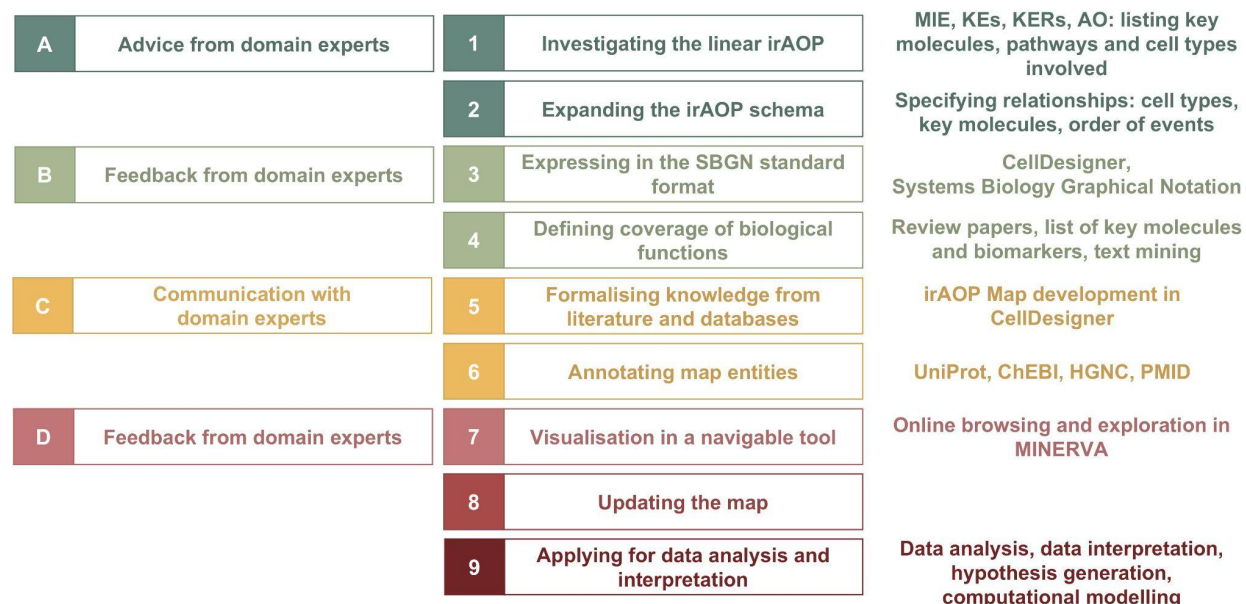 A
Advice from domain experts
1
Investigating the linear irAOP
MIE, KEs, KERs, AO: listing key
molecules, pathways and cell types
involved
2
Expanding the irAOP schema
Specifying relationships: cell types,
key molecules, order of events
B
Feedback from domain experts
3
Expressing in the SBGN standard
format
CellDesigner,
Systems Biology Graphical Notation
4
Defining coverage of biological
functions
Review papers, list of key molecules
and biomarkers, text mining
C
Communication with
domain experts
5
Formalising knowledge from
literature and databases
irAOP Map development in
CellDesigner
6
Annotating map entities
UniProt, ChEBI, HGNC, PMID
D
Feedback from domain experts
7
Visualisation in a navigable tool
Online browsing and exploration in
MINERVA
8
Updating the map
9
Applying for data analysis and
interpretation
Data analysis, data interpretation,
hypothesis generation,
computational modelling